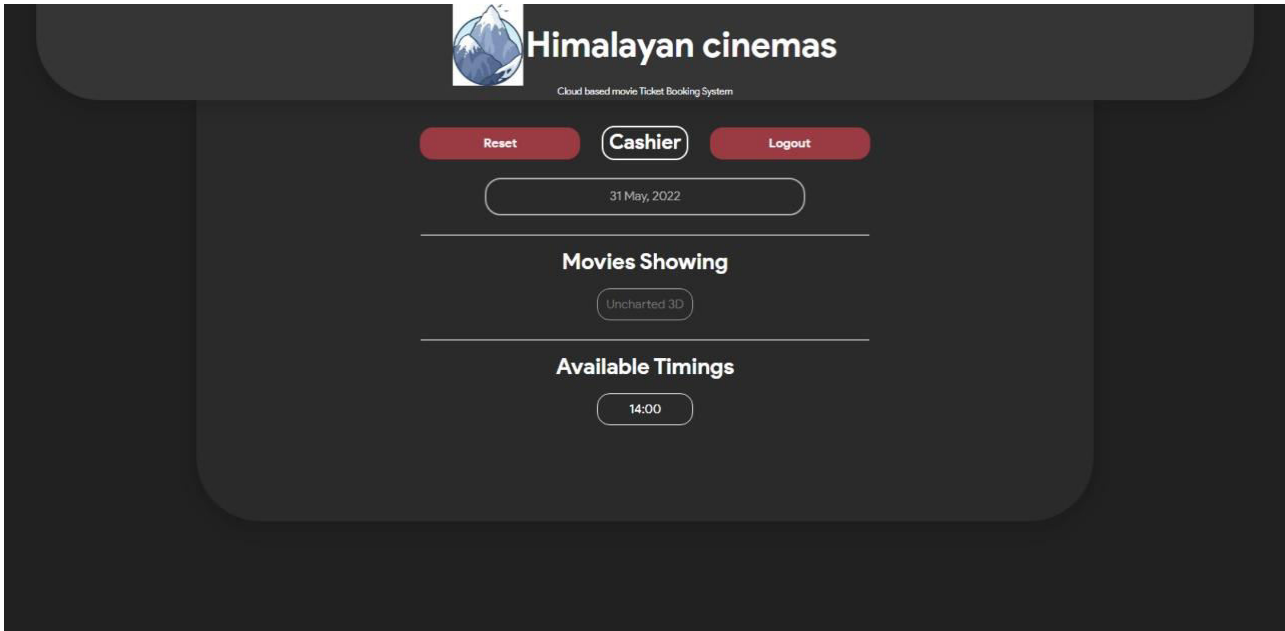 Himalayan cinemas
Cloud based movie Ticket Booking System
Reset Cashier Logout
31 May, 2022
Movies Showing
Uncharted 3D
Available Timings
14:00